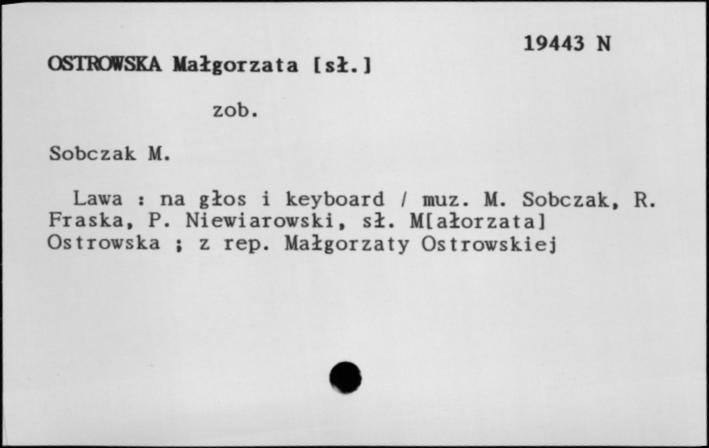 19443 N
OSTROWSKA Małgorzata [sł.]
zob.
Sobczak M.
Lawa : na głos i keyboard / muz. M. Sobczak, R.
Fraska, P. Niewiarowski, sł. M[ałorzata]
Ostrowska ; z rep. Małgorzaty Ostrowskiej